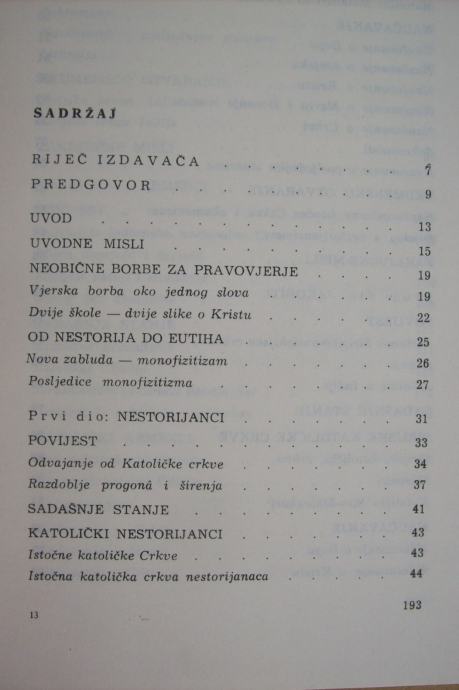 SADRŽAJ
RIJEČ IZDAVAČA . . . . . . . . 7
PREDGOVOR . . . . . . . . . 9
UVOD . . . . . . . . . . . 13
UVODNE MISLI . . . . . . . . . 15
NEOBIČNE BORBE ZA PRAVOVJERJE . . . . 19
Vjerska borba oko jednog slova . . . . . 19
Dvije škole — dvije slike o Kristu . . . . . 22
OD NESTORIJA DO EUTIHA . . . . . . 25
Nova zabluda — monofizitizam . . . . . . 26
Posljedice monofizitizma . . . . . . . 27
Prvi dio: NESTORIJANCI . . . . . . 31
POVIJEST . . . . . . . . . . . 33
Odvajanje od Katoličke crkve . . . . . . 34
Razdoblje progonâ i širenja . . . . . . 37
SADAŠNJE STANJE . . . . . . . . 41
KATOLIČKI NESTORIJANCI . . . . . . 43
Istočne katoličke Crkve . . . . . . . 43
Istočna katolička crkva nestorijanaca . . . . 44
193
13